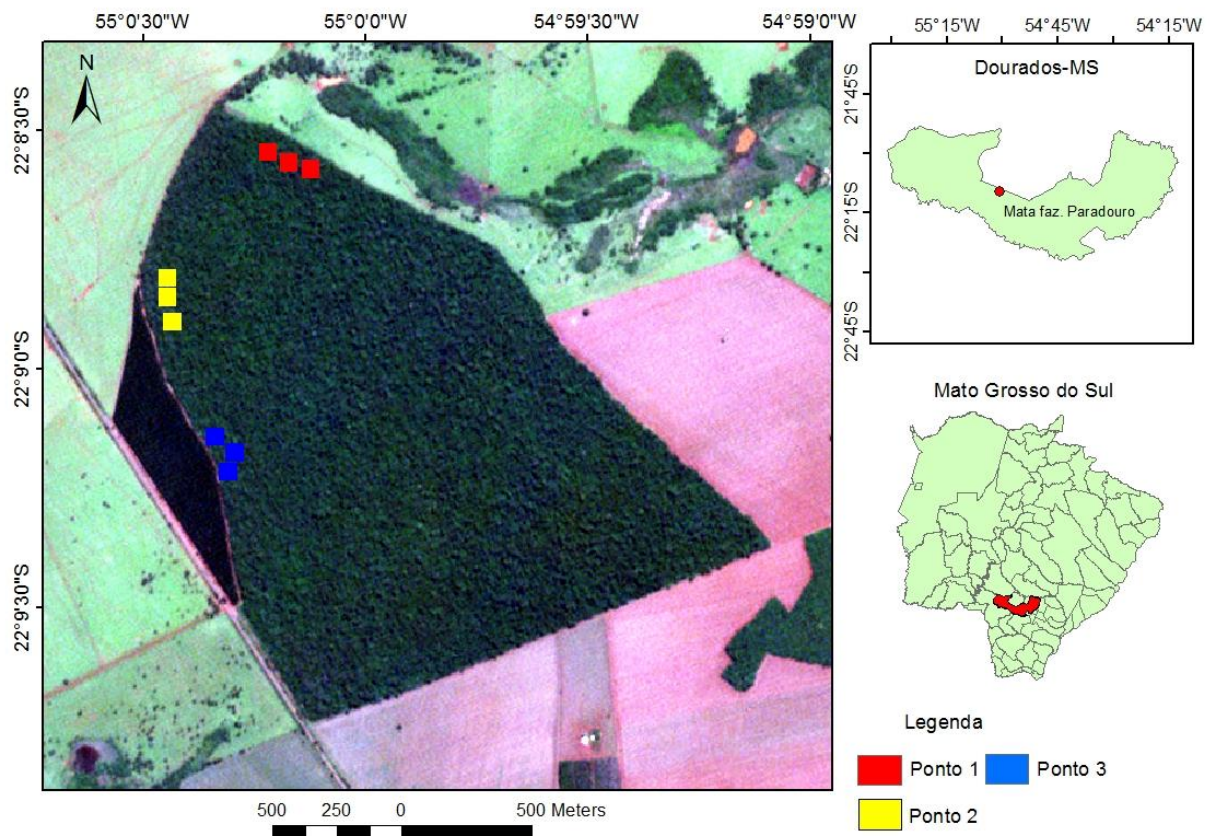 55°0'30"W 55°0'0"W 54°59'30"W 54°59'0"W
N
22°8'30"S
22°9'0"S
22°9'30"S
500 250 0 500 Meters
55°15'W 54°45'W 54°15'W
21°45'S
22°15'S
22°45'S
Dourados-MS
Mata faz. Paradouro
Mato Grosso do Sul
Legenda
Ponto 1 Ponto 3
Ponto 2